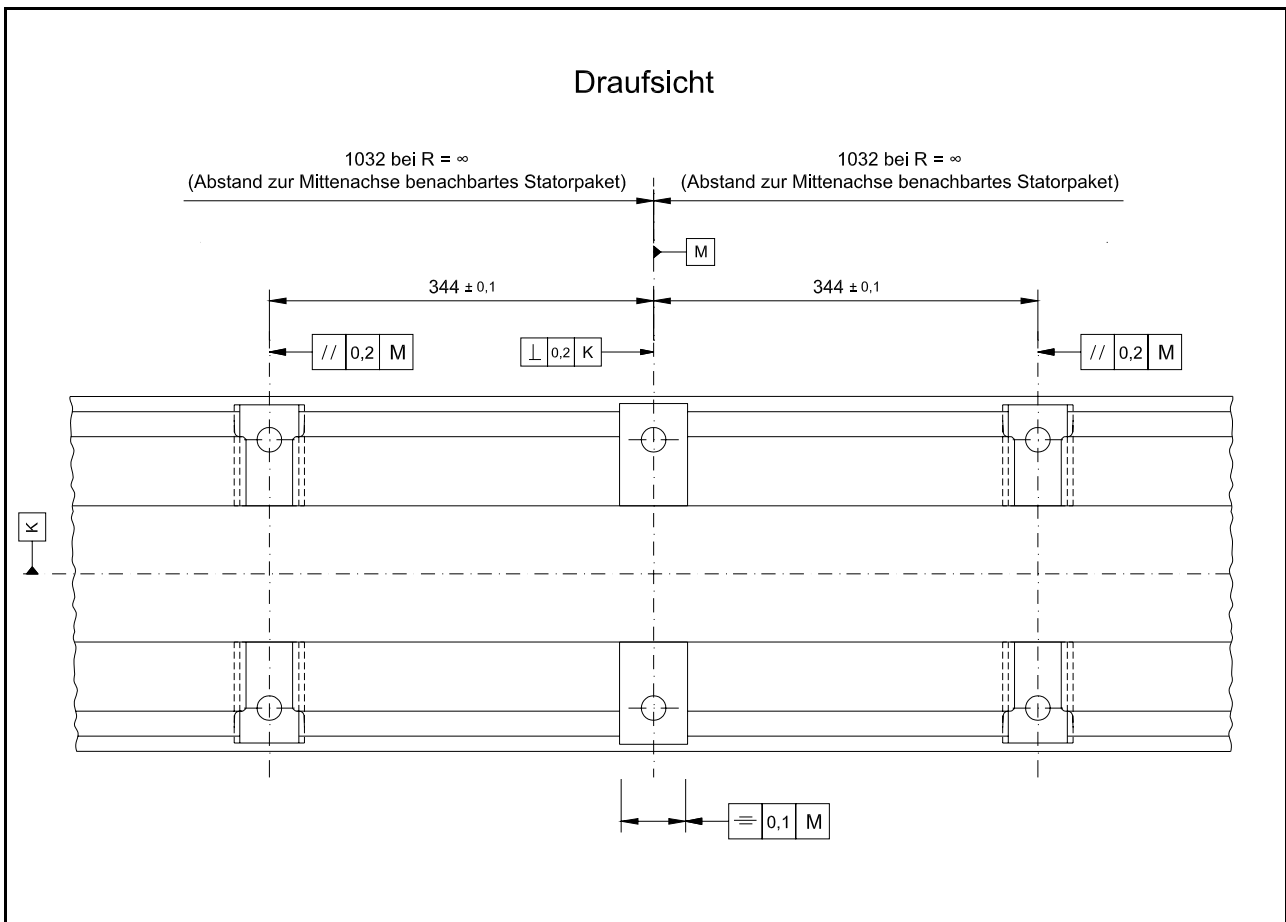 Draufsicht
1032 bei R = ∞
(Abstand zur Mittenachse benachbartes Statorpaket)
1032 bei R = ∞
(Abstand zur Mittenachse benachbartes Statorpaket)
M
344 ± 0,1
344 ± 0,1
// 0,2 M
⊥ 0,2 K
// 0,2 M
K
⌯ 0,1 M